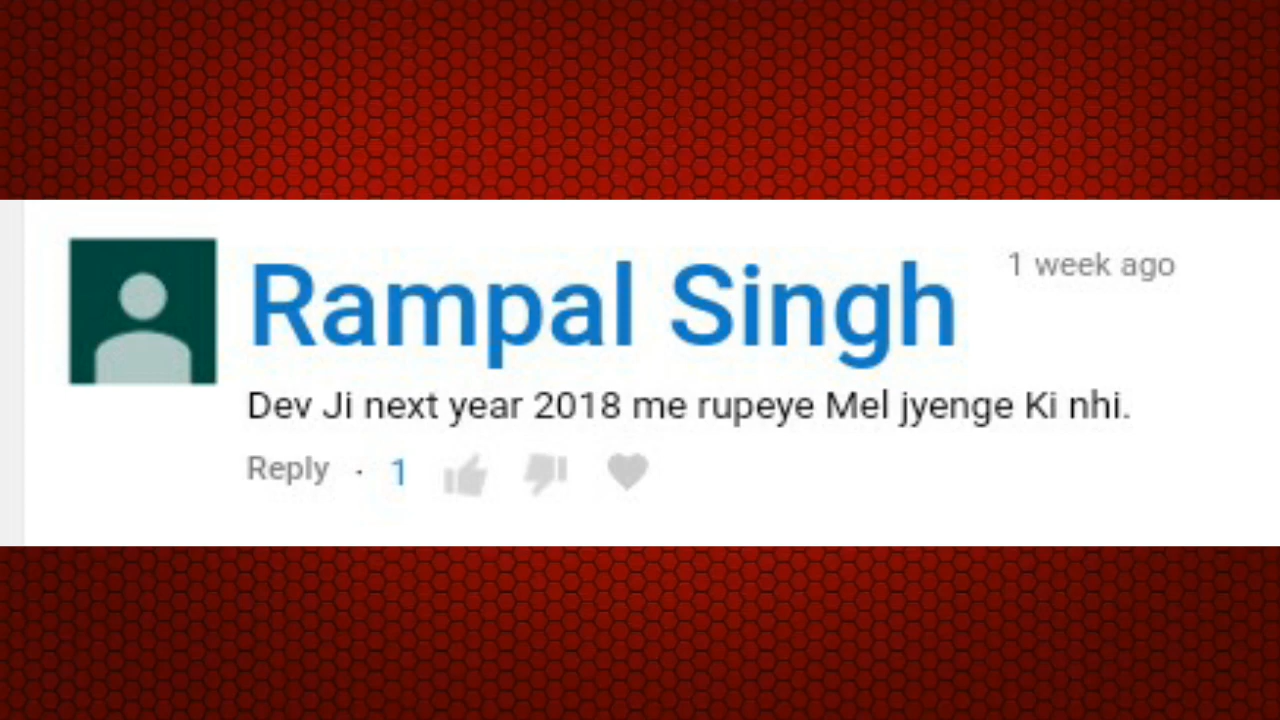 Rampal Singh
1 week ago
Dev Ji next year 2018 me rupeye Mel jyenge Ki nhi.
Reply · 1